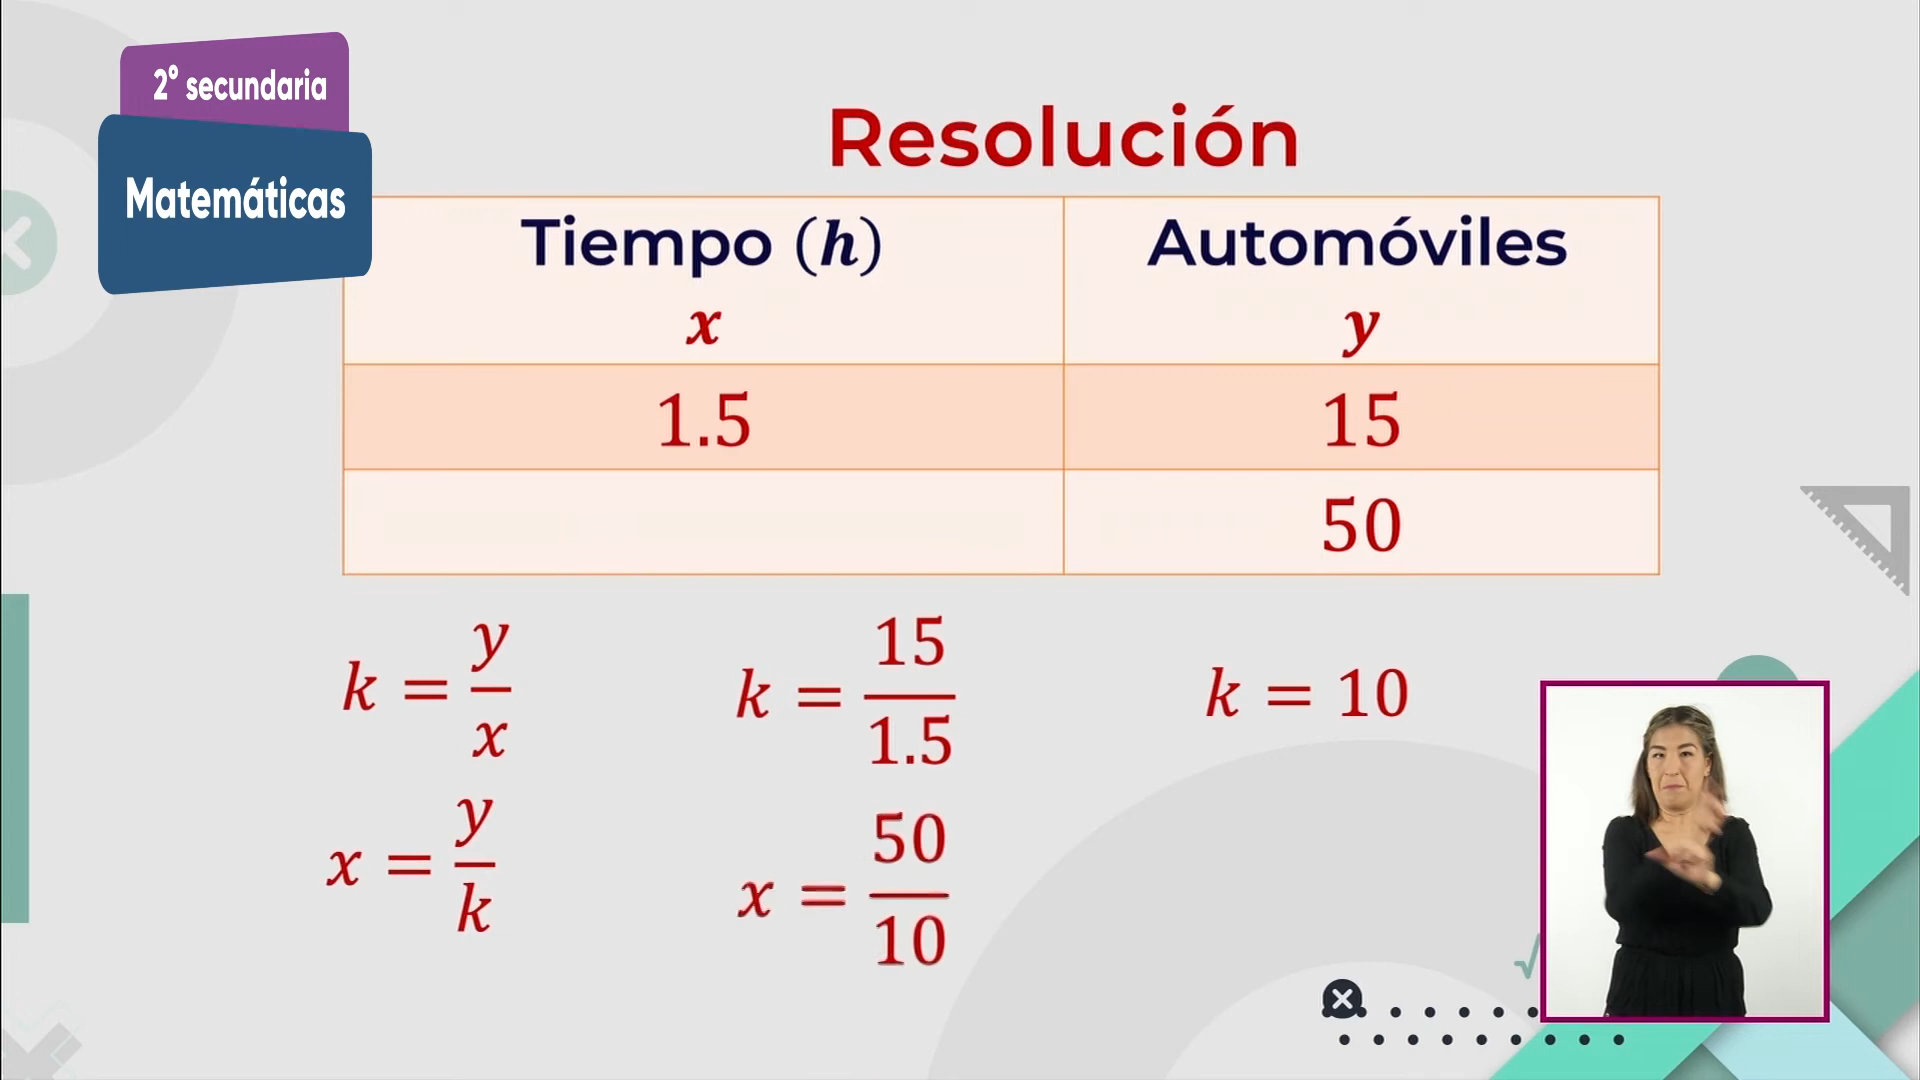 2° secundaria
Matemáticas
Resolución
Tiempo (h) Automóviles
x y
1.5 15
50
k = y/x k = 15/1.5 k = 10
x = y/k x = 50/10